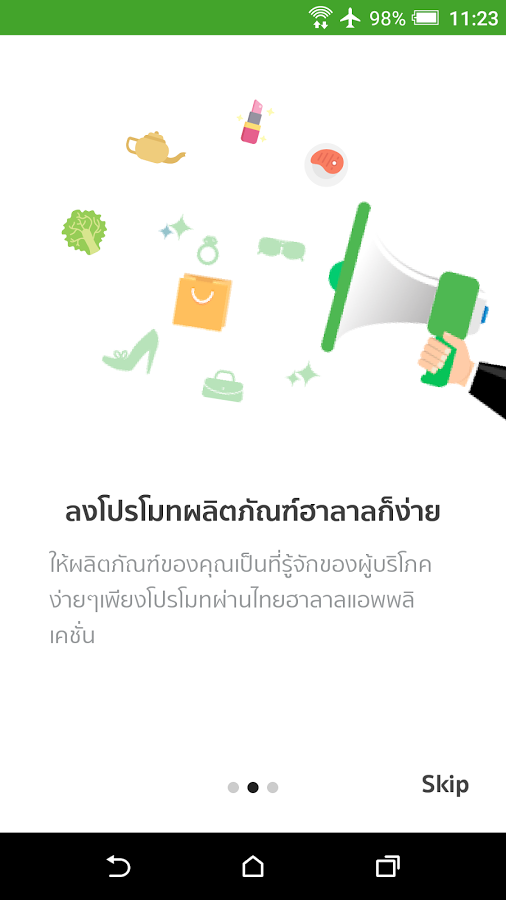 98% 11:23
ลงโปรโมทผลิตภัณฑ์ฮาลาลก็ง่าย
ให้ผลิตภัณฑ์ของคุณเป็นที่รู้จักของผู้บริโภค
ง่ายๆเพียงโปรโมทผ่านไทยฮาลาลแอพพลิ
เคชั่น
Skip